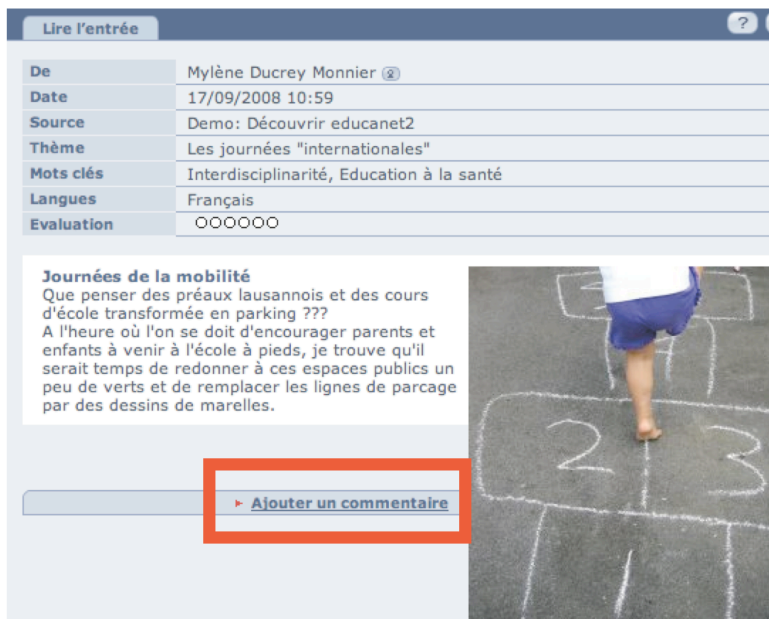 Lire l'entrée
?
De Mylène Ducrey Monnier
Date 17/09/2008 10:59
Source Demo: Découvrir educanet2
Thème Les journées "internationales"
Mots clés Interdisciplinarité, Education à la santé
Langues Français
Evaluation
Journées de la mobilité
Que penser des préaux lausannois et des cours
d'école transformée en parking ???
A l'heure où l'on se doit d'encourager parents et
enfants à venir à l'école à pieds, je trouve qu'il
serait temps de redonner à ces espaces publics un
peu de verts et de remplacer les lignes de parcage
par des dessins de marelles.
Ajouter un commentaire
4
2 3
1